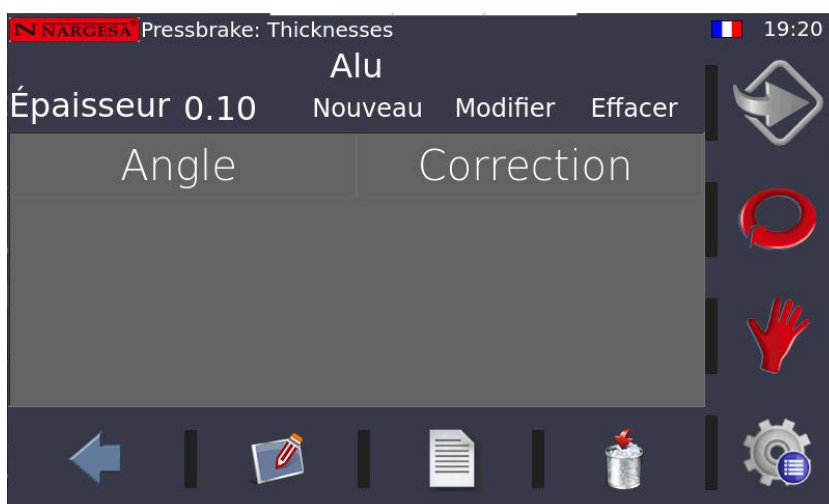 NARGESA Pressbrake: Thicknesses 19:20
Alu
Épaisseur 0.10 Nouveau Modifier Effacer
Angle Correction